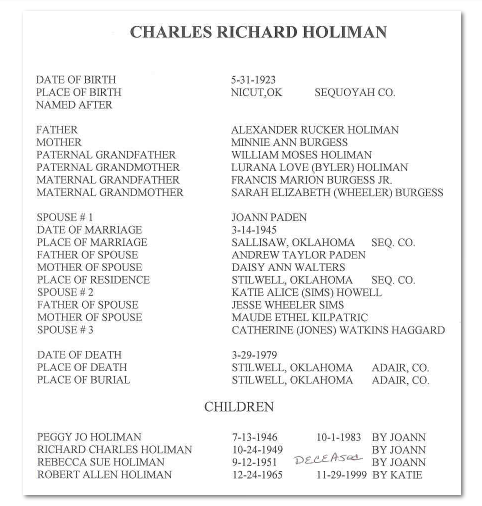 CHARLES RICHARD HOLIMAN
DATE OF BIRTH 5-31-1923
PLACE OF BIRTH NICUT,OK SEQUOYAH CO.
NAMED AFTER
FATHER ALEXANDER RUCKER HOLIMAN
MOTHER MINNIE ANN BURGESS
PATERNAL GRANDFATHER WILLIAM MOSES HOLIMAN
PATERNAL GRANDMOTHER LURANA LOVE (BYLER) HOLIMAN
MATERNAL GRANDFATHER FRANCIS MARION BURGESS JR.
MATERNAL GRANDMOTHER SARAH ELIZABETH (WHEELER) BURGESS
SPOUSE # 1 JOANN PADEN
DATE OF MARRIAGE 3-14-1945
PLACE OF MARRIAGE SALLISAW, OKLAHOMA SEQ. CO.
FATHER OF SPOUSE ANDREW TAYLOR PADEN
MOTHER OF SPOUSE DAISY ANN WALTERS
PLACE OF RESIDENCE STILWELL, OKLAHOMA SEQ. CO.
SPOUSE # 2 KATIE ALICE (SIMS) HOWELL
FATHER OF SPOUSE JESSE WHEELER SIMS
MOTHER OF SPOUSE MAUDE ETHEL KILPATRIC
SPOUSE # 3 CATHERINE (JONES) WATKINS HAGGARD
DATE OF DEATH 3-29-1979
PLACE OF DEATH STILWELL, OKLAHOMA ADAIR, CO.
PLACE OF BURIAL STILWELL, OKLAHOMA ADAIR, CO.
CHILDREN
PEGGY JO HOLIMAN 7-13-1946 10-1-1983 BY JOANN
RICHARD CHARLES HOLIMAN 10-24-1949 BY JOANN
REBECCA SUE HOLIMAN 9-12-1951 DECEASED BY JOANN
ROBERT ALLEN HOLIMAN 12-24-1965 11-29-1999 BY KATIE